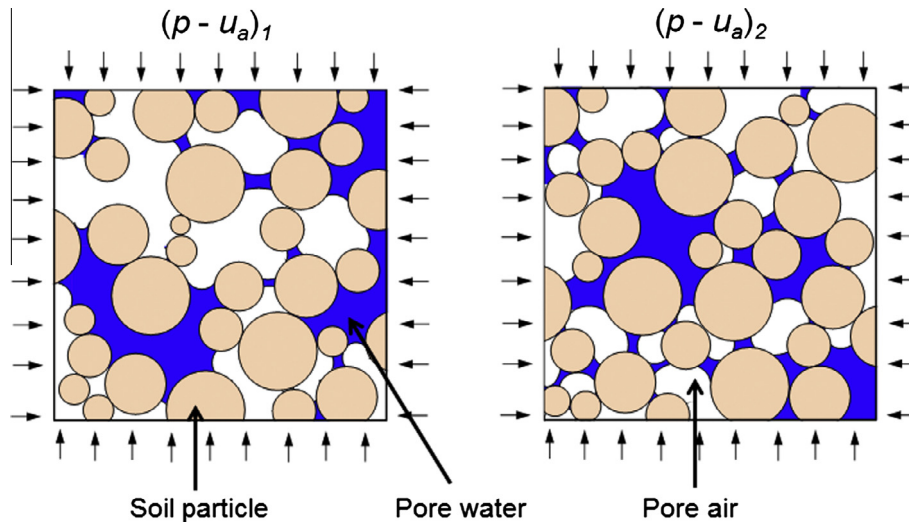 (p - uₐ)₁
(p - uₐ)₂
Soil particle
Pore water
Pore air